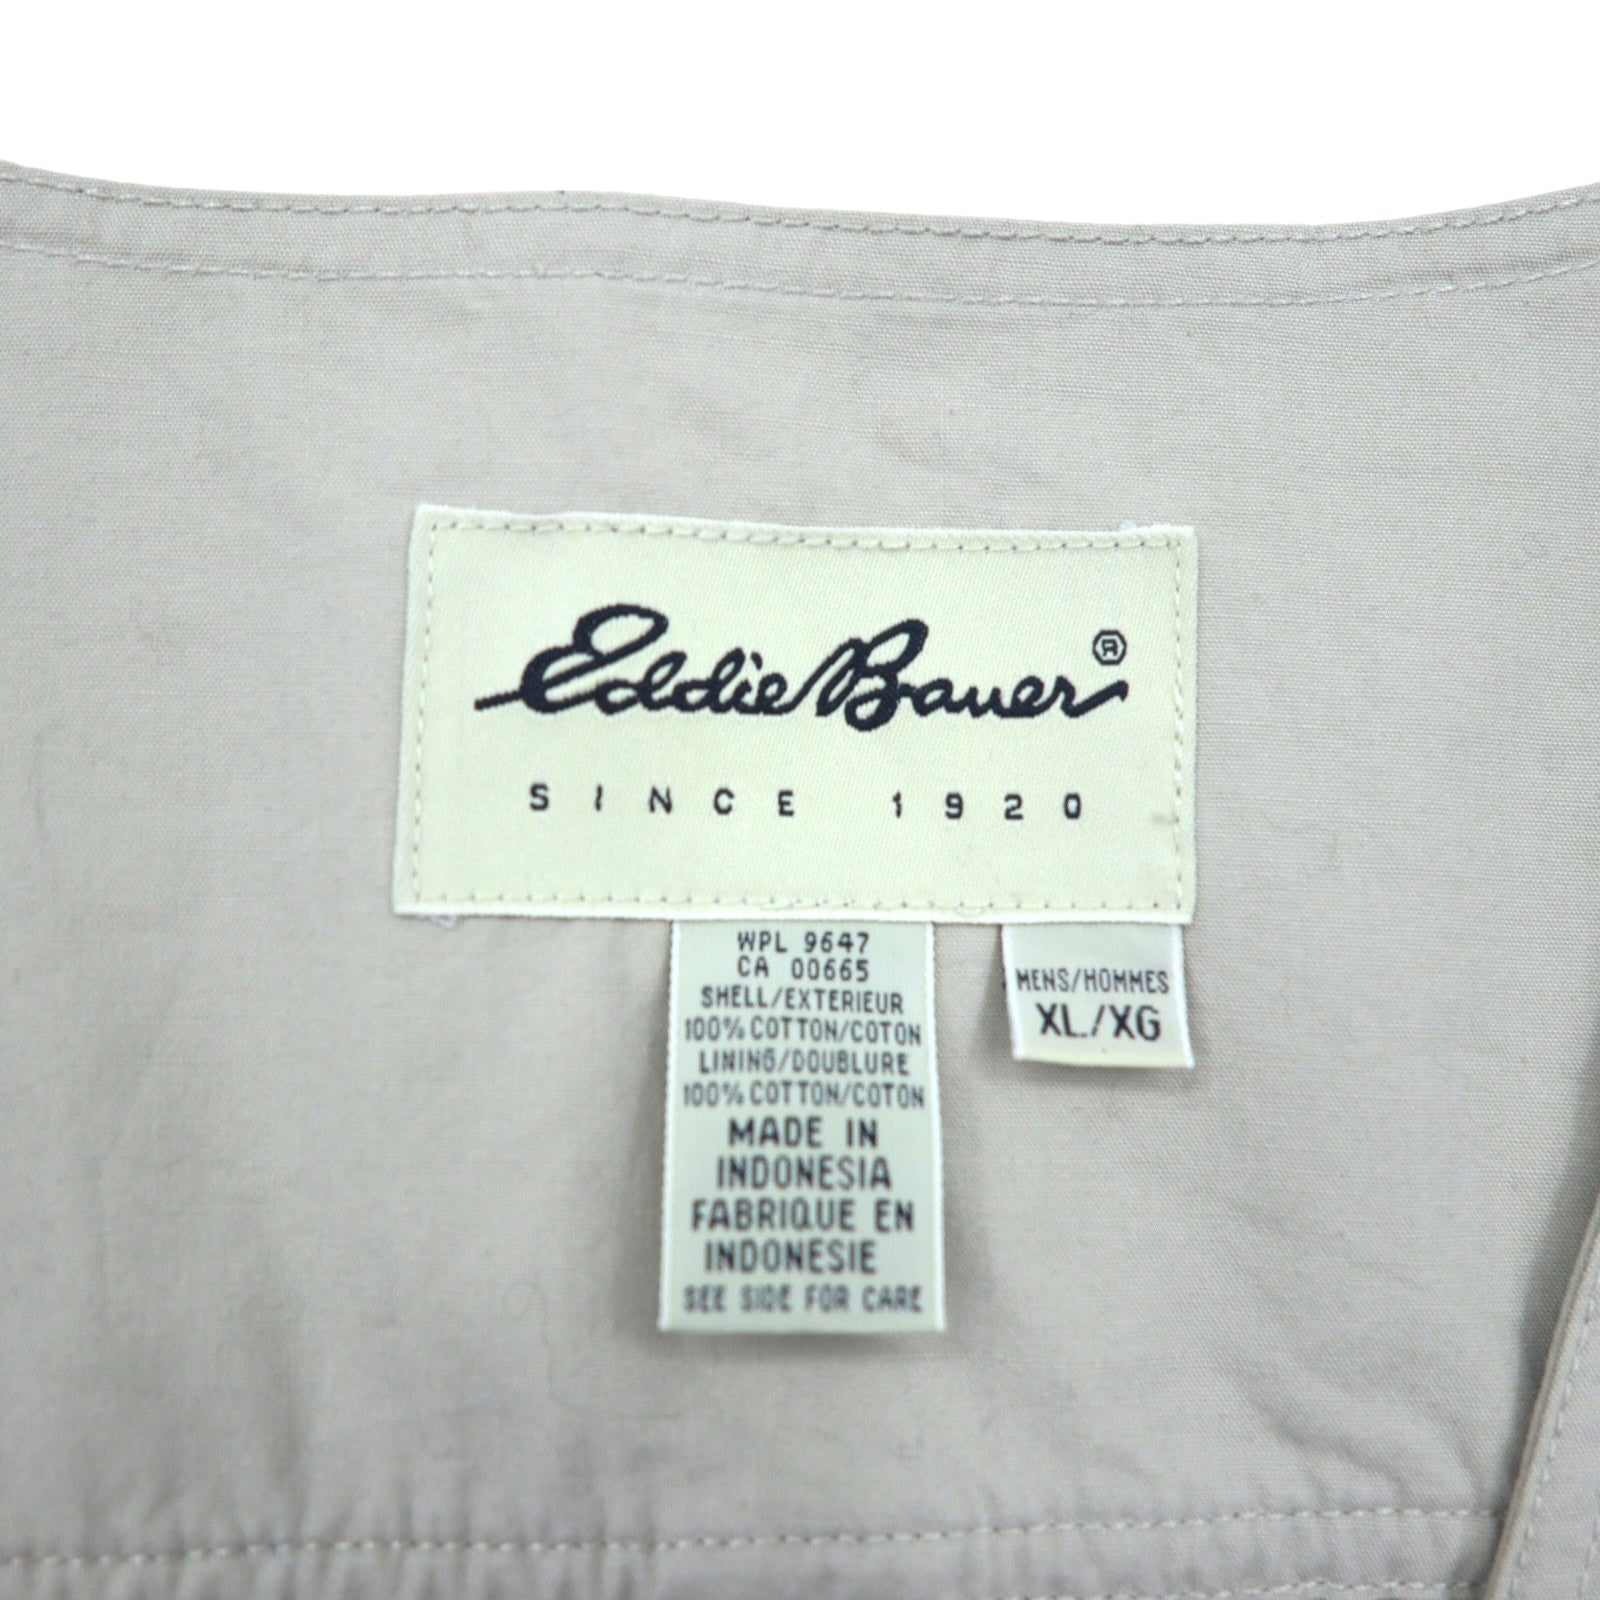 Eddie Bauer ®
SINCE 1920
WPL 9647
CA 00665
SHELL/EXTERIEUR
100% COTTON/COTON
LINING/DOUBLURE
100% COTTON/COTON
MADE IN
INDONESIA
FABRIQUE EN
INDONESIE
SEE SIDE FOR CARE
MENS/HOMMES
XL/XG